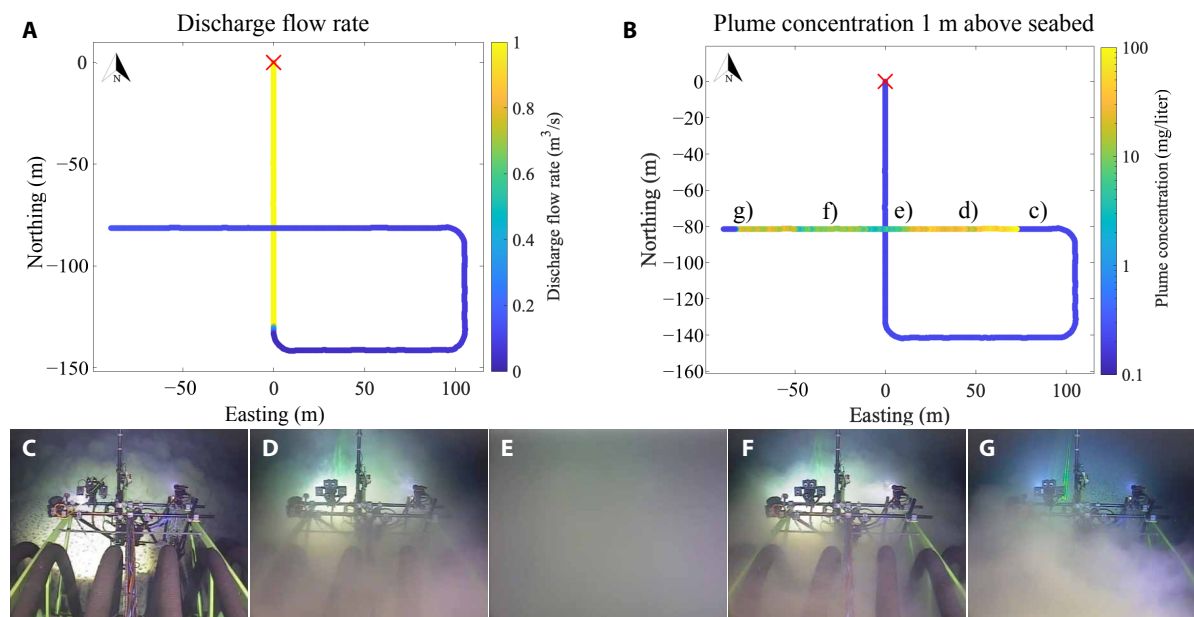 A
Discharge flow rate
N
0
−50
−100
−150
Northing (m)
−50
0
50
100
Easting (m)
1
0.8
0.6
0.4
0.2
0
Discharge flow rate (m³/s)
B
Plume concentration 1 m above seabed
N
0
−20
−40
−60
−80
−100
−120
−140
−160
Northing (m)
g) f) e) d) c)
−50
0
50
100
Easting (m)
100
10
1
0.1
Plume concentration (mg/liter)
C
D
E
F
G